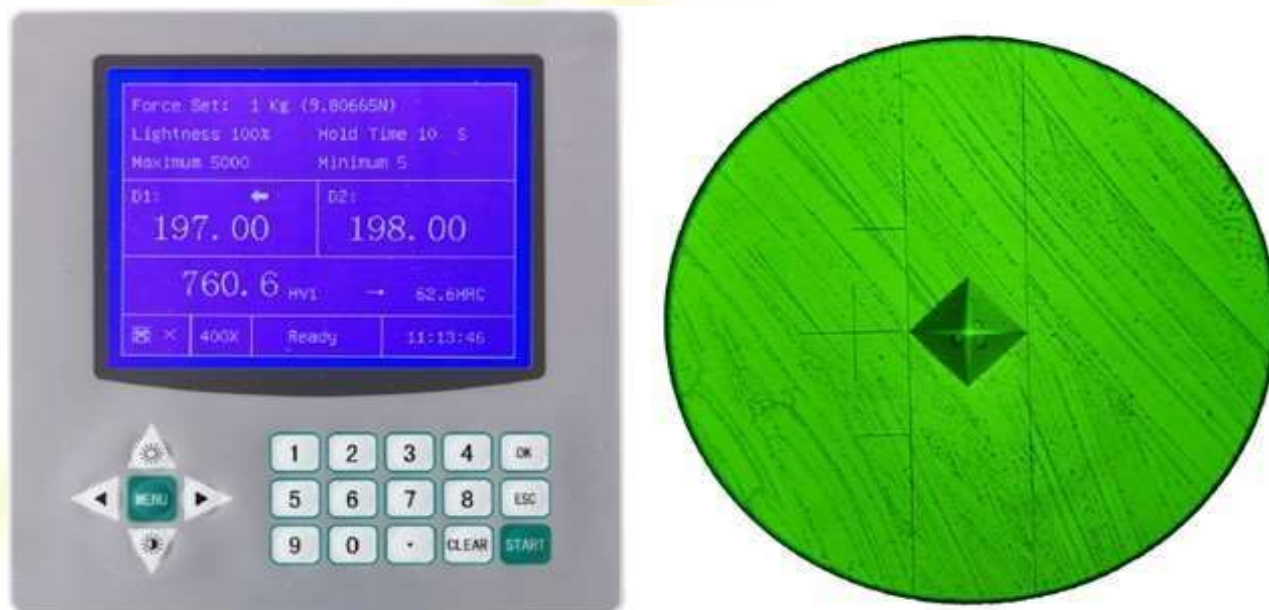 Force Set: 1 Kg (9.80665N)
Lightness 100% Hold Time 10 S
Maximum 5000 Minimum 5
D1: D2:
197.00 198.00
760.6 HV1 → 62.6HRC
400X Ready 11:13:46
1 2 3 4 OK
MENU
5 6 7 8 ESC
9 0 · CLEAR START